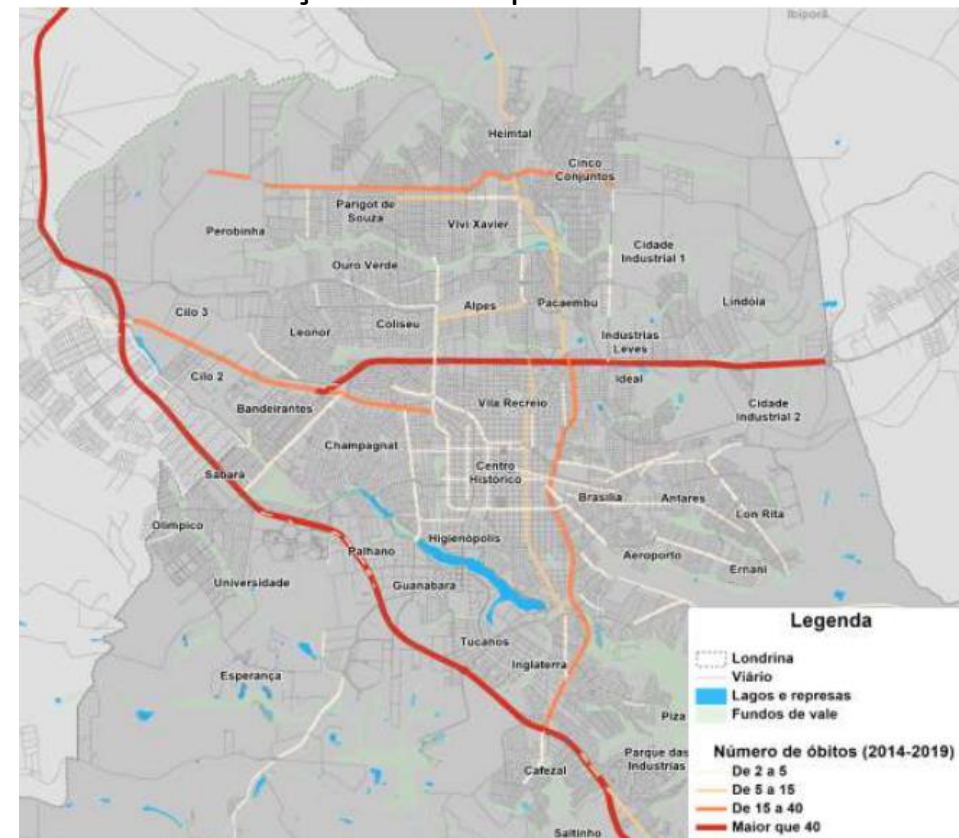 Ibiporã
Heimtal
Cinco
Conjuntos
Parigot de
Souza
Vivi Xavier
Perobinha
Cidade
Industrial 1
Ouro Verde
Cilo 3
Alpes
Pacaembu
Lindóia
Leonor
Coliseu
Industrias
Leves
Cilo 2
Ideal
Bandeirantes
Vila Recreio
Cidade
Industrial 2
Champagnat
Centro
Histórico
Sabará
Brasília
Antares
Lon Rita
Olímpico
Higienópolis
Palhano
Aeroporto
Ernani
Universidade
Guanabara
Tucanos
Inglaterra
Esperança
Piza
Parque das
Industrias
Cafezal
Saltinho
Legenda
Londrina
Viário
Lagos e represas
Fundos de vale
Número de óbitos (2014-2019)
De 2 a 5
De 5 a 15
De 15 a 40
Maior que 40